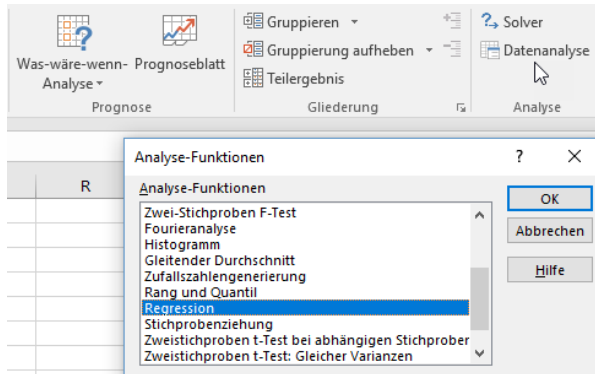 Was-wäre-wenn-
Analyse
Prognoseblatt
Prognose
Gruppieren
Gruppierung aufheben
Teilergebnis
Gliederung
Solver
Datenanalyse
Analyse
Analyse-Funktionen
?
R
Analyse-Funktionen
Zwei-Stichproben F-Test
Fourieranalyse
Histogramm
Gleitender Durchschnitt
Zufallszahlengenerierung
Rang und Quantil
Regression
Stichprobenziehung
Zweistichproben t-Test bei abhängigen Stichprober
Zweistichproben t-Test: Gleicher Varianzen
OK
Abbrechen
Hilfe